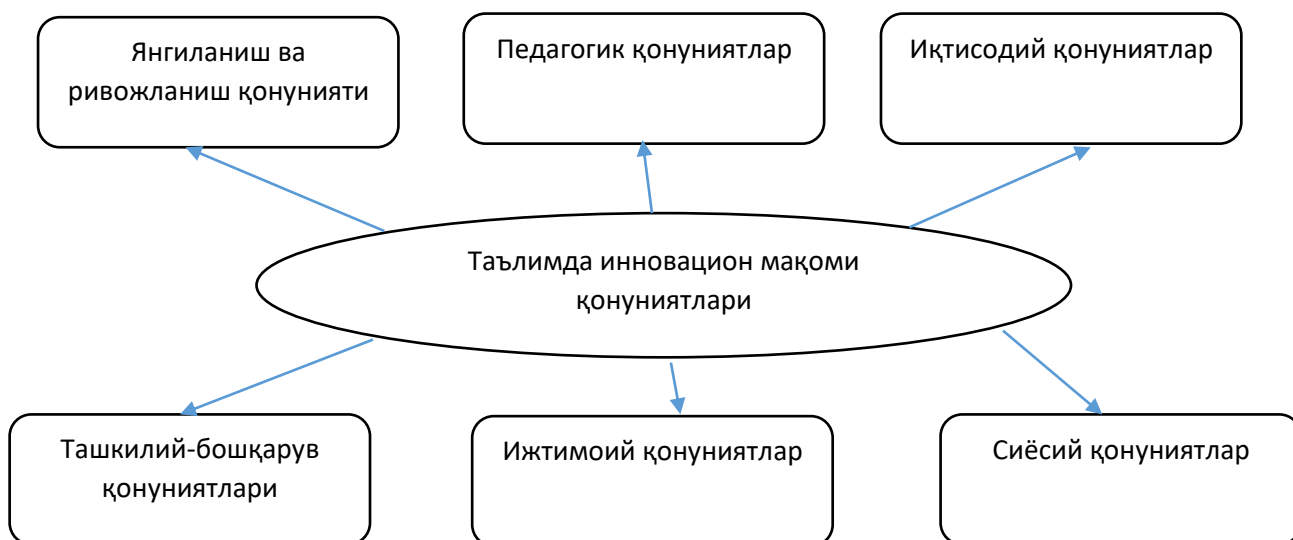 Янгиланиш ва
ривожланиш қонунияти
Педагогик қонуниятлар
Иқтисодий қонуниятлар
Таълимда инновацион мақоми
қонуниятлари
Ташкилий-бошқарув
қонуниятлари
Ижтимоий қонуниятлар
Сиёсий қонуниятлар